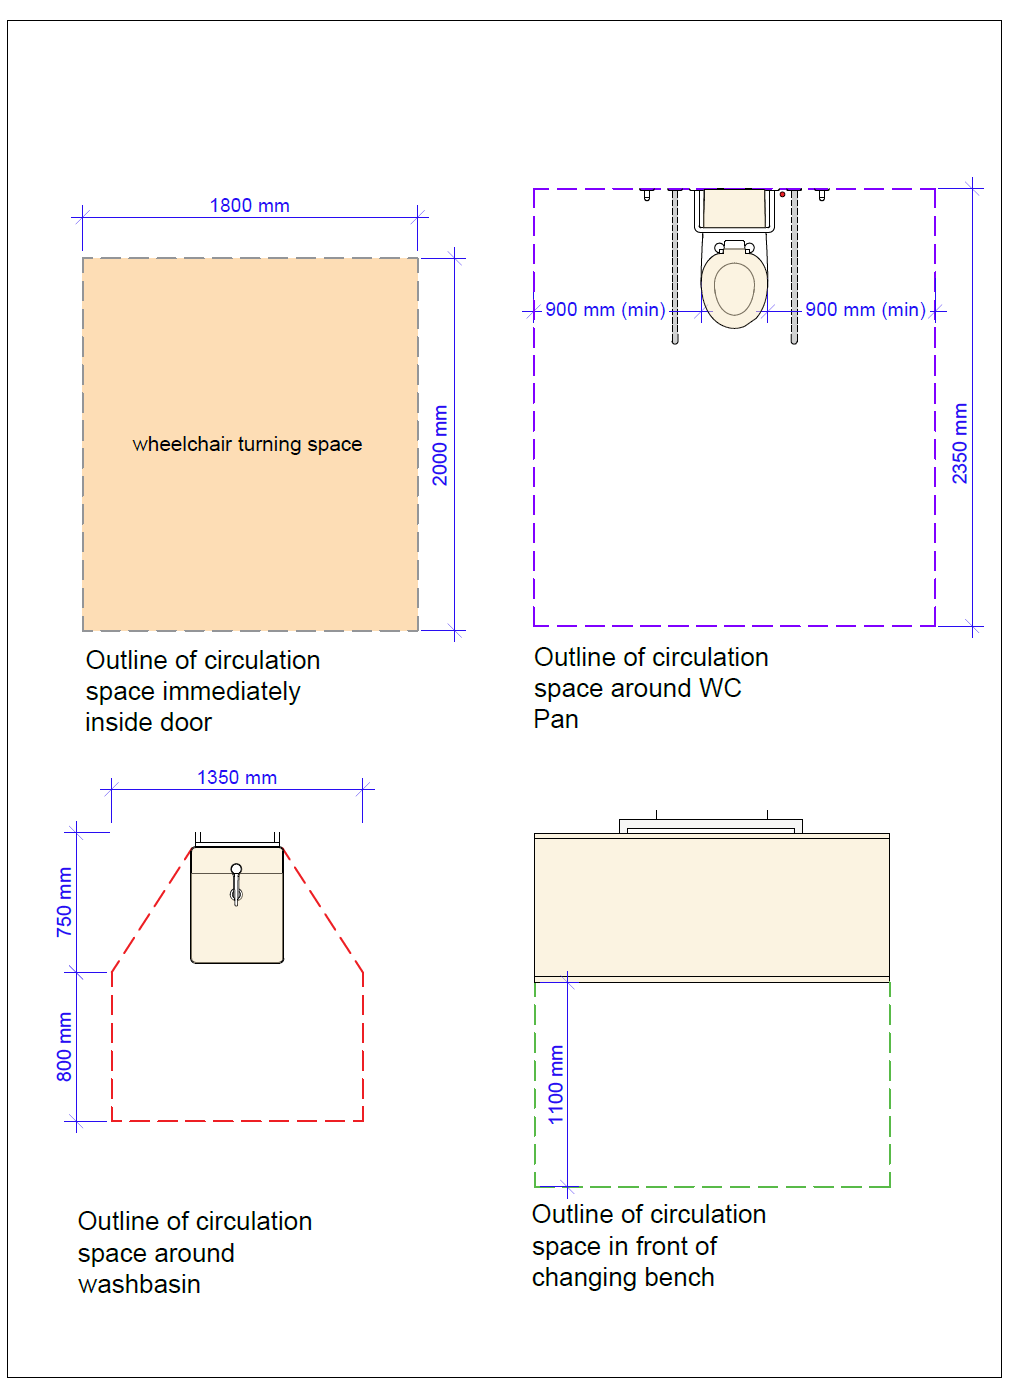 1800 mm
wheelchair turning space
2000 mm
Outline of circulation
space immediately
inside door
900 mm (min)
900 mm (min)
2350 mm
Outline of circulation
space around WC
Pan
1350 mm
750 mm
800 mm
Outline of circulation
space around
washbasin
1100 mm
Outline of circulation
space in front of
changing bench